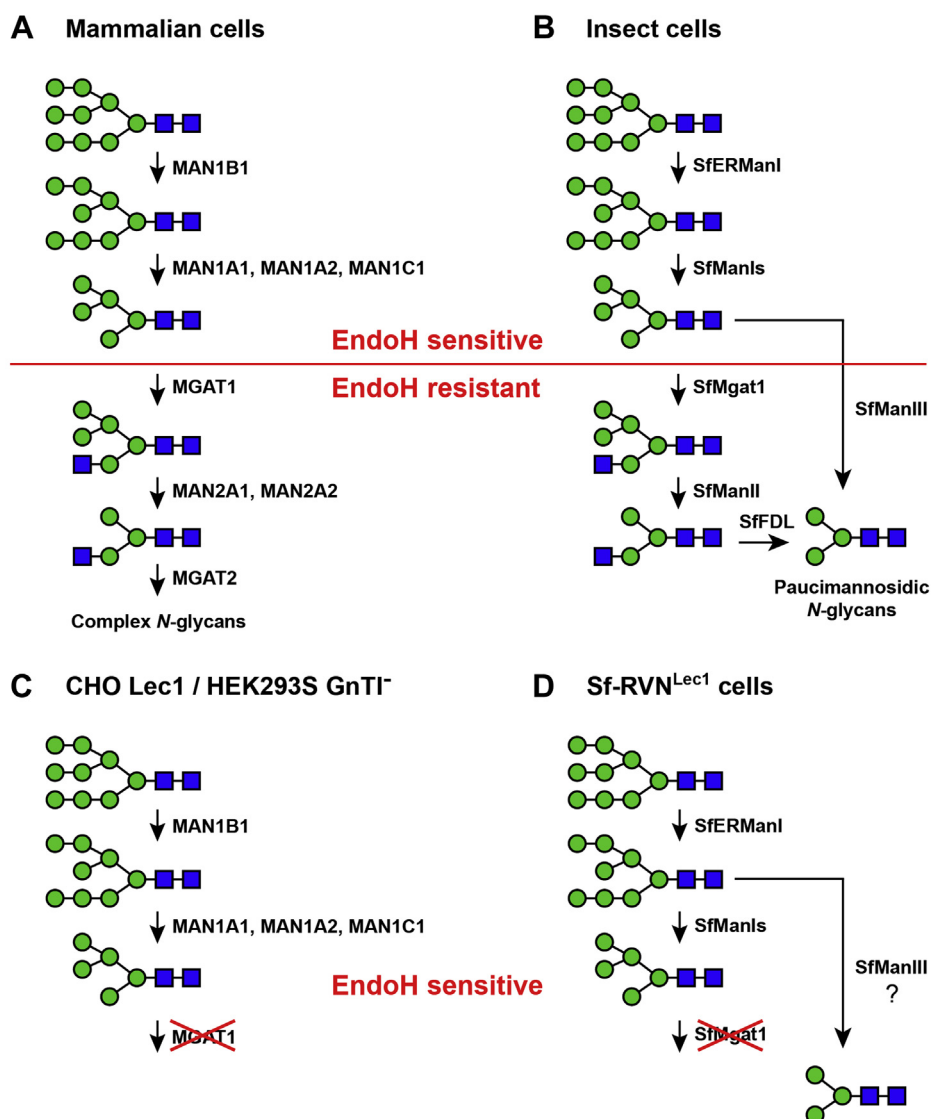 A Mammalian cells
MAN1B1
MAN1A1, MAN1A2, MAN1C1
EndoH sensitive
EndoH resistant
MGAT1
MAN2A1, MAN2A2
MGAT2
Complex N-glycans
B Insect cells
SfERManI
SfManIs
SfManIII
SfMgat1
SfManII
SfFDL
Paucimannosidic
N-glycans
C CHO Lec1 / HEK293S GnTI-
MAN1B1
MAN1A1, MAN1A2, MAN1C1
EndoH sensitive
MGAT1
D Sf-RVNLec1 cells
SfERManI
SfManIs
SfManIII
?
SfMgat1